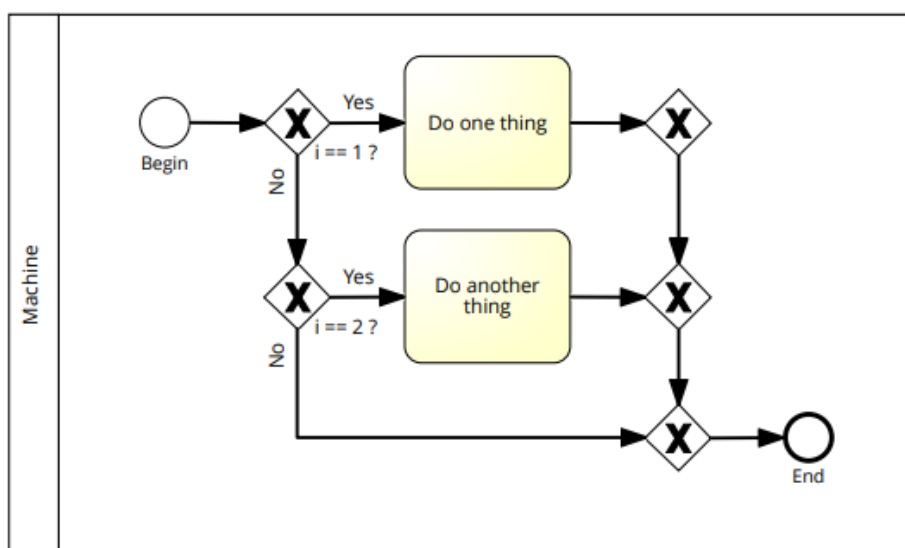 Machine
Begin
Yes
i == 1 ?
No
Do one thing
Yes
i == 2 ?
No
Do another
thing
End